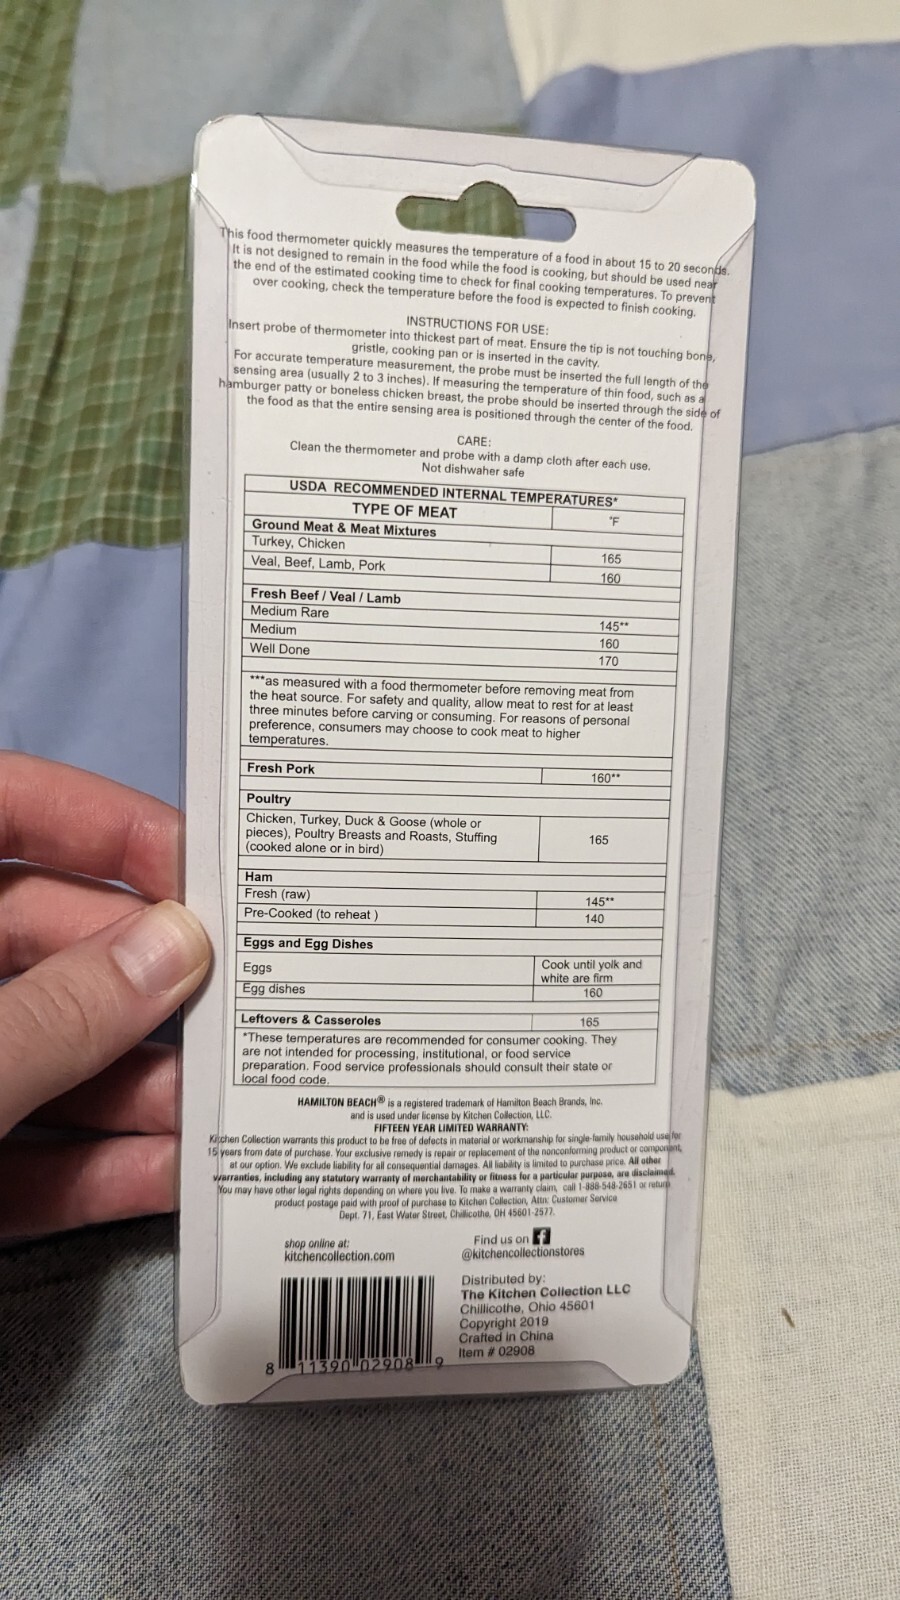 This food thermometer quickly measures the temperature of a food in about 15 to 20 seconds.
It is not designed to remain in the food while the food is cooking, but should be used near
the end of the estimated cooking time to check for final cooking temperatures. To prevent
over cooking, check the temperature before the food is expected to finish cooking.
INSTRUCTIONS FOR USE:
Insert probe of thermometer into thickest part of meat. Ensure the tip is not touching bone,
gristle, cooking pan or is inserted in the cavity.
For accurate temperature measurement, the probe must be inserted the full length of the
sensing area (usually 2 to 3 inches). If measuring the temperature of thin food, such as a
hamburger patty or boneless chicken breast, the probe should be inserted through the side of
the food as that the entire sensing area is positioned through the center of the food.
CARE:
Clean the thermometer and probe with a damp cloth after each use.
Not dishwaher safe
USDA RECOMMENDED INTERNAL TEMPERATURES*
TYPE OF MEAT °F
Ground Meat & Meat Mixtures
Turkey, Chicken 165
Veal, Beef, Lamb, Pork 160
Fresh Beef / Veal / Lamb
Medium Rare 145**
Medium 160
Well Done 170
***as measured with a food thermometer before removing meat from
the heat source. For safety and quality, allow meat to rest for at least
three minutes before carving or consuming. For reasons of personal
preference, consumers may choose to cook meat to higher
temperatures.
Fresh Pork 160**
Poultry
Chicken, Turkey, Duck & Goose (whole or
pieces), Poultry Breasts and Roasts, Stuffing
(cooked alone or in bird)
165
Ham
Fresh (raw) 145**
Pre-Cooked (to reheat ) 140
Eggs and Egg Dishes
Eggs
Cook until yolk and
white are firm
Egg dishes 160
Leftovers & Casseroles 165
*These temperatures are recommended for consumer cooking. They
are not intended for processing, institutional, or food service
preparation. Food service professionals should consult their state or
local food code.
HAMILTON BEACH® is a registered trademark of Hamilton Beach Brands, Inc.
and is used under license by Kitchen Collection, LLC.
FIFTEEN YEAR LIMITED WARRANTY:
Kitchen Collection warrants this product to be free of defects in material or workmanship for single-family household use for
15 years from date of purchase. Your exclusive remedy is repair or replacement of the nonconforming product or component,
at our option. We exclude liability for all consequential damages. All liability is limited to purchase price. All other
warranties, including any statutory warranty of merchantability or fitness for a particular purpose, are disclaimed.
You may have other legal rights depending on where you live. To make a warranty claim, call 1-888-548-2651 or return
product postage paid with proof of purchase to Kitchen Collection, Attn: Customer Service
Dept. 71, East Water Street, Chillicothe, OH 45601-2577.
shop online at:
kitchencollection.com
Find us on f
@kitchencollectionstores
Distributed by:
The Kitchen Collection LLC
Chillicothe, Ohio 45601
Copyright 2019
Crafted in China
Item # 02908
8 11390 02908 9